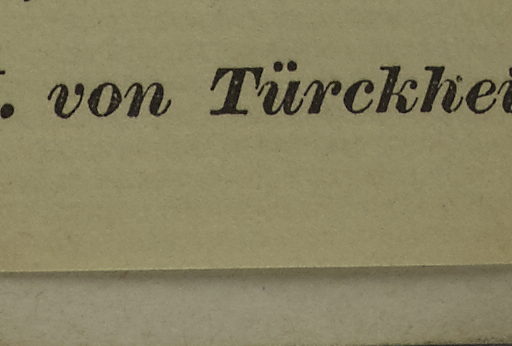 . von Türckhei